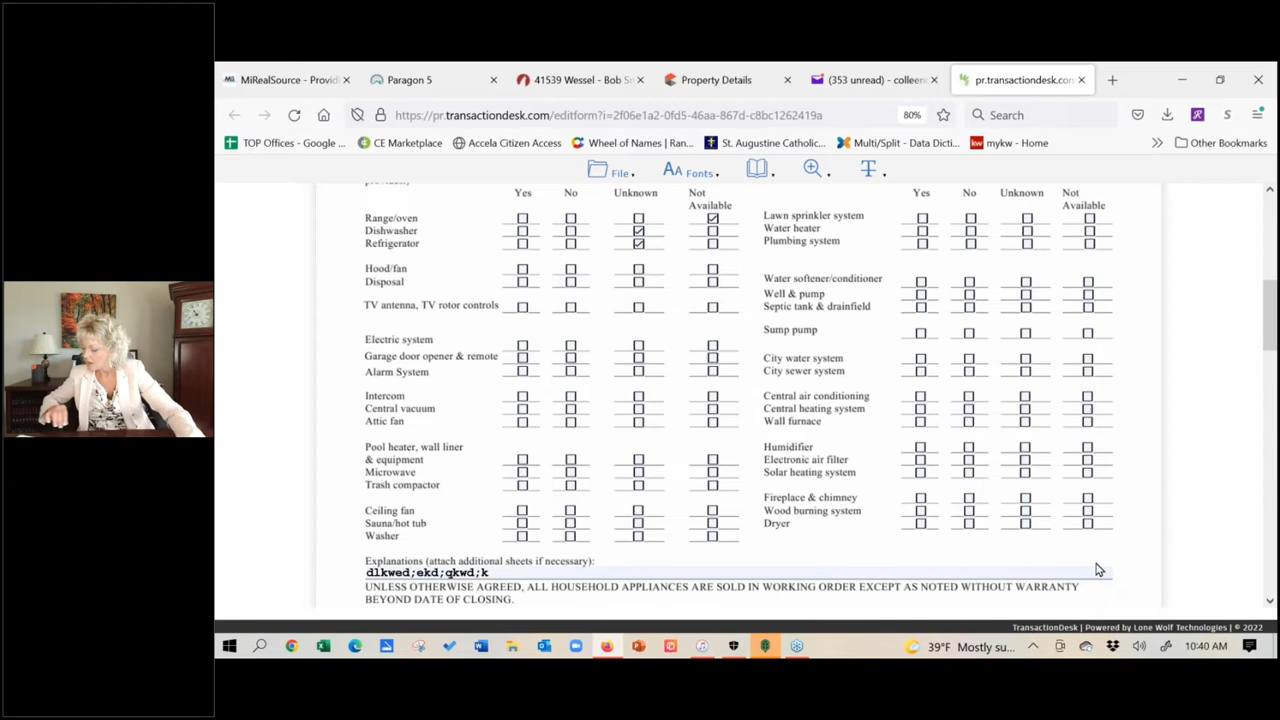 MiRealSource - Providi
Paragon 5
41539 Wessel - Bob Sm
Property Details
(353 unread) - colleenc
pr.transactiondesk.com
https://pr.transactiondesk.com/editform?i=2f06e1a2-0fd5-46aa-867d-c8bc1262419a
80%
Search
TOP Offices - Google ...
CE Marketplace
Accela Citizen Access
Wheel of Names | Ran...
St. Augustine Catholic...
Multi/Split - Data Dicti...
mykw - Home
Other Bookmarks
File
Fonts
Yes No Unknown Not Available
Range/oven
Dishwasher
Refrigerator
Hood/fan
Disposal
TV antenna, TV rotor controls
Electric system
Garage door opener & remote
Alarm System
Intercom
Central vacuum
Attic fan
Pool heater, wall liner
& equipment
Microwave
Trash compactor
Ceiling fan
Sauna/hot tub
Washer
Yes No Unknown Not Available
Lawn sprinkler system
Water heater
Plumbing system
Water softener/conditioner
Well & pump
Septic tank & drainfield
Sump pump
City water system
City sewer system
Central air conditioning
Central heating system
Wall furnace
Humidifier
Electronic air filter
Solar heating system
Fireplace & chimney
Wood burning system
Dryer
Explanations (attach additional sheets if necessary):
dlkwed;ekd;qkwd;k
UNLESS OTHERWISE AGREED, ALL HOUSEHOLD APPLIANCES ARE SOLD IN WORKING ORDER EXCEPT AS NOTED WITHOUT WARRANTY
BEYOND DATE OF CLOSING.
TransactionDesk | Powered by Lone Wolf Technologies | © 2022
39°F Mostly su...
10:40 AM